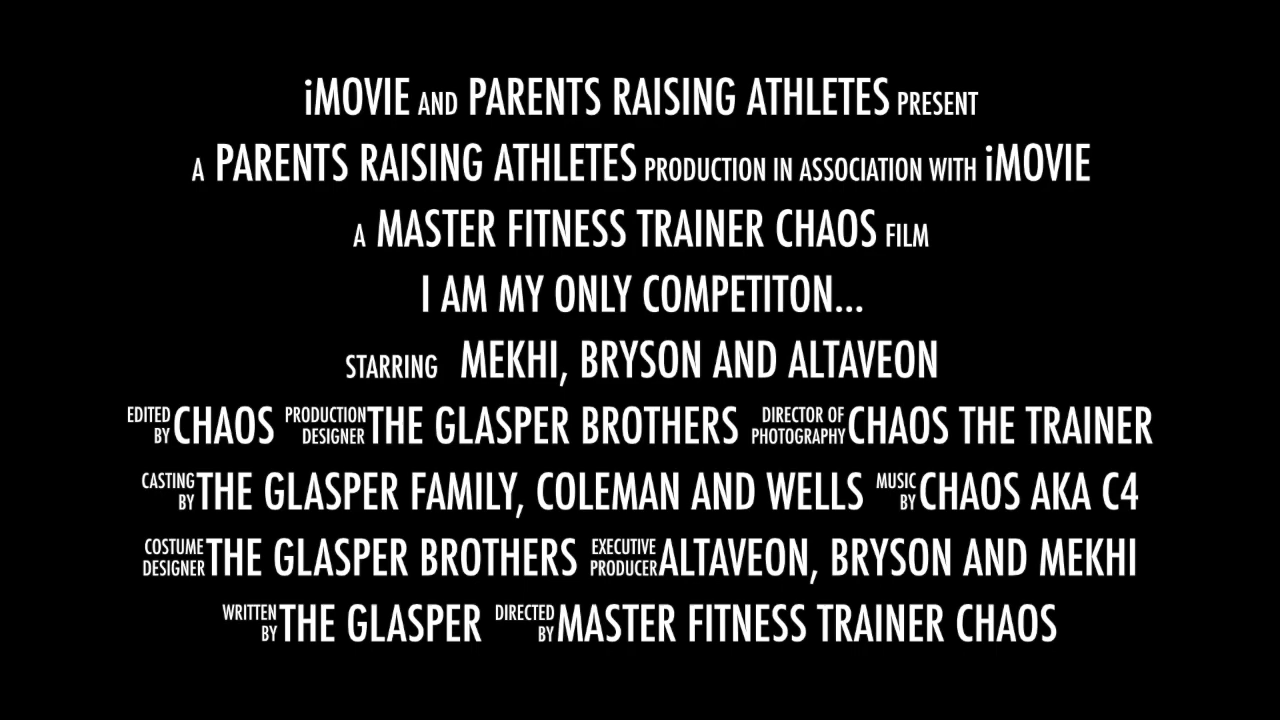 iMOVIE AND PARENTS RAISING ATHLETES PRESENT
A PARENTS RAISING ATHLETES PRODUCTION IN ASSOCIATION WITH iMOVIE
A MASTER FITNESS TRAINER CHAOS FILM
I AM MY ONLY COMPETITON...
STARRING MEKHI, BRYSON AND ALTAVEON
EDITED BY CHAOS PRODUCTION DESIGNER THE GLASPER BROTHERS DIRECTOR OF PHOTOGRAPHY CHAOS THE TRAINER
CASTING BY THE GLASPER FAMILY, COLEMAN AND WELLS MUSIC BY CHAOS AKA C4
COSTUME DESIGNER THE GLASPER BROTHERS EXECUTIVE PRODUCER ALTAVEON, BRYSON AND MEKHI
WRITTEN BY THE GLASPER DIRECTED BY MASTER FITNESS TRAINER CHAOS